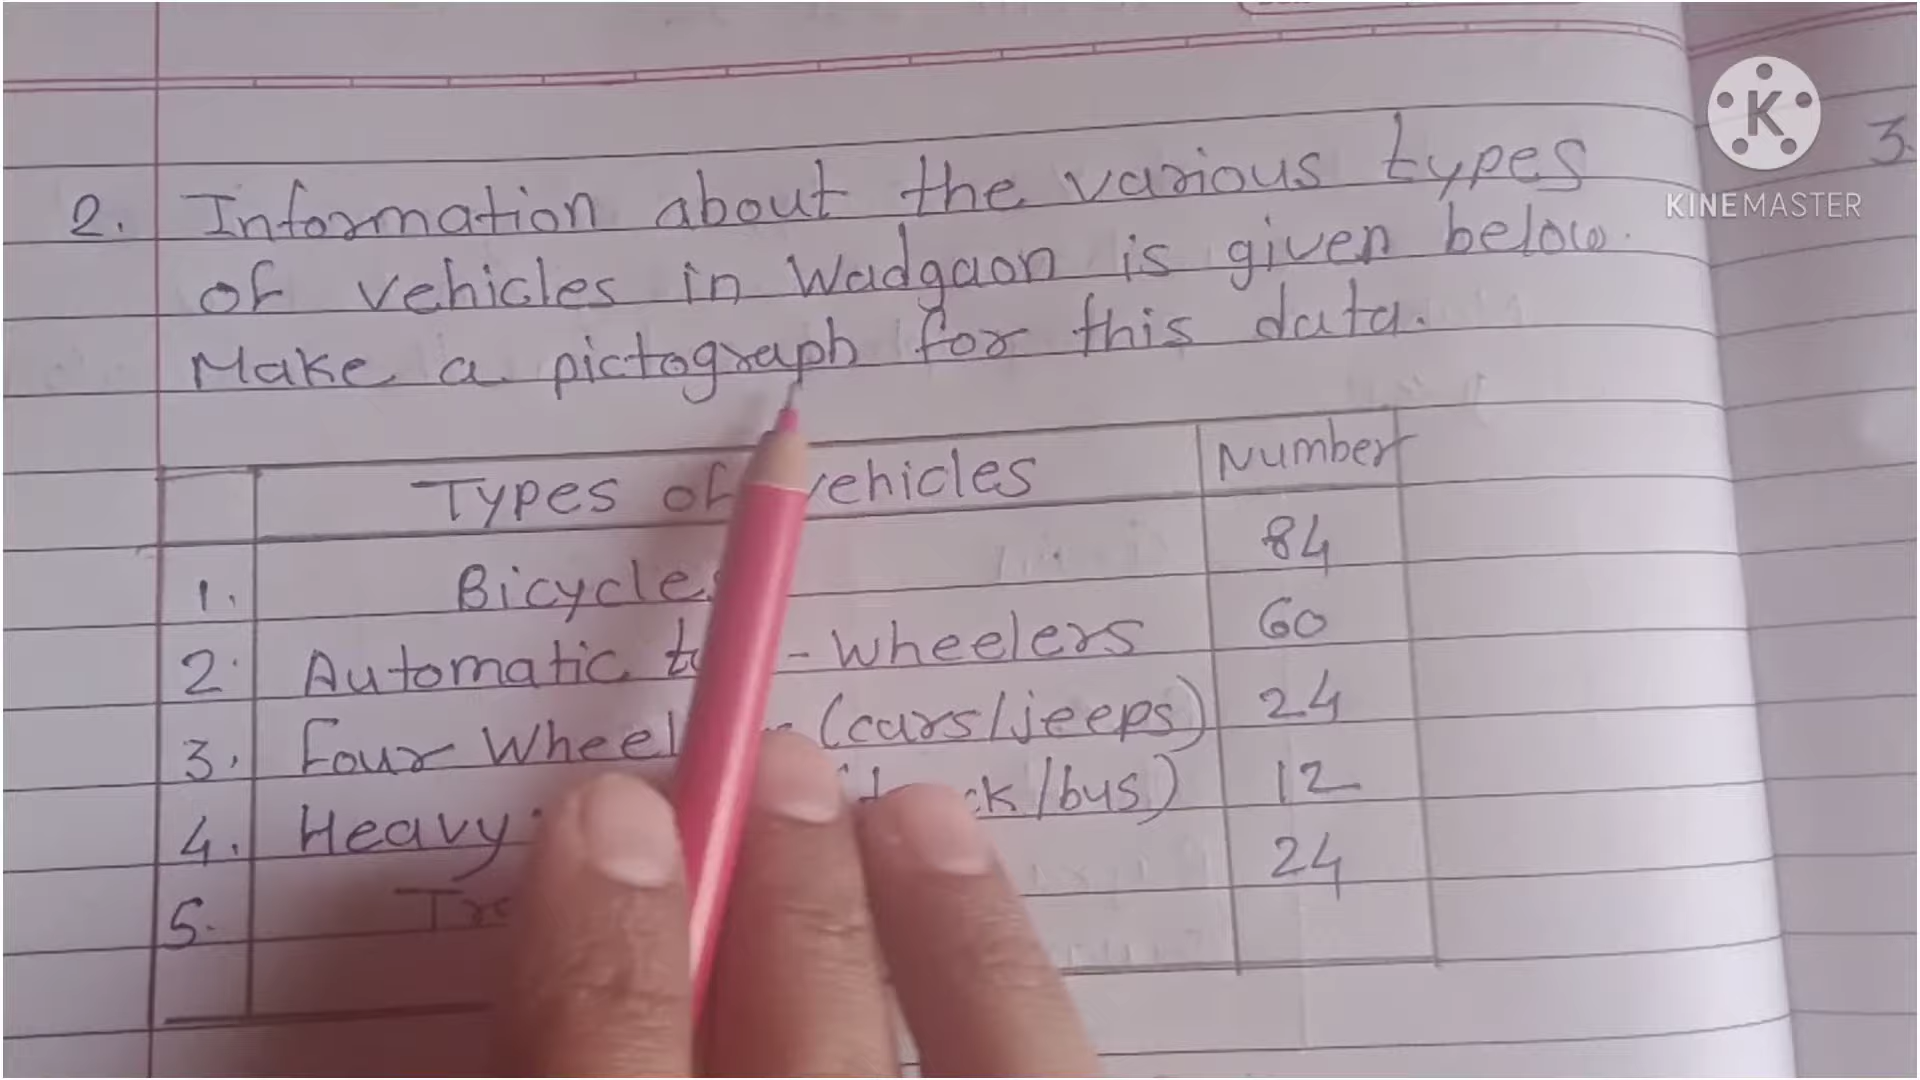 3.
K
KINEMASTER
2. Information about the various types
of vehicles in Wadgaon is given below.
Make a pictograph for this data.
Types of vehicles Number
1. Bicycles 84
2. Automatic - Wheelers 60
3. Four (cars/jeeps) 24
4. Heavy /bus) 12
5. 24